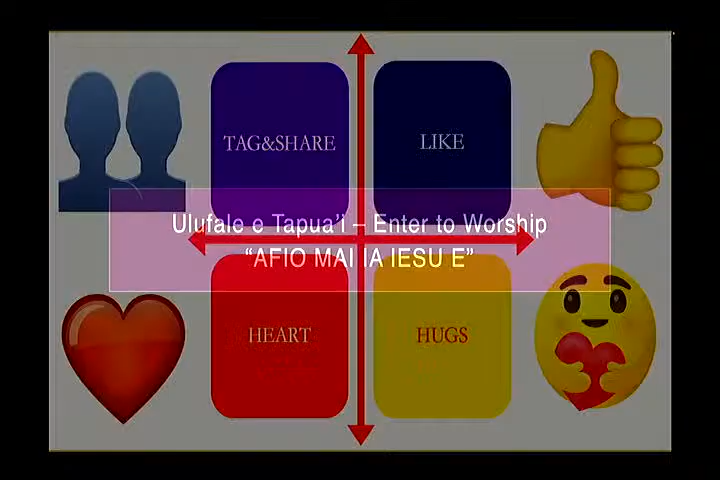 TAG&SHARE
LIKE
Ulufale e Tapua’i – Enter to Worship
“AFIO MAI IA IESU E”
HEART
HUGS